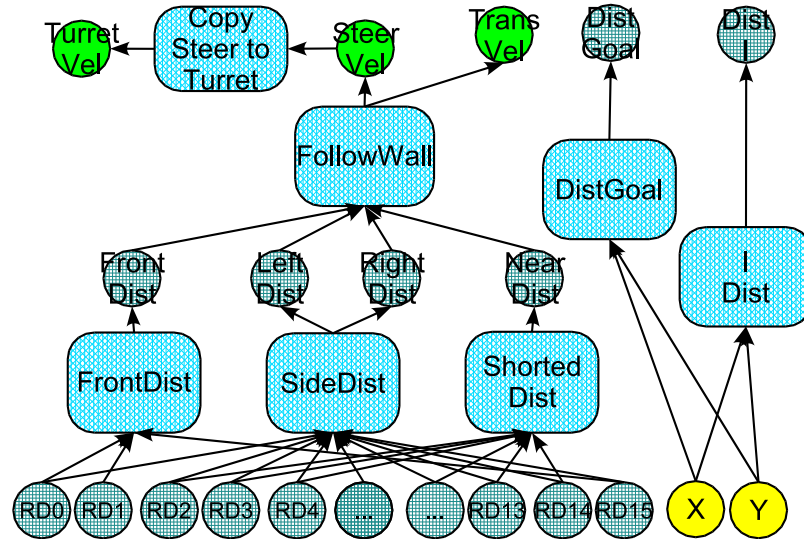 Turret
Vel
Copy
Steer to
Turret
Steer
Vel
Trans
Vel
Dist
Goal
Dist
I
FollowWall
DistGoal
I
Dist
Front
Dist
Left
Dist
Right
Dist
Near
Dist
FrontDist
SideDist
Shorted
Dist
RD0
RD1
RD2
RD3
RD4
...
...
RD13
RD14
RD15
X
Y